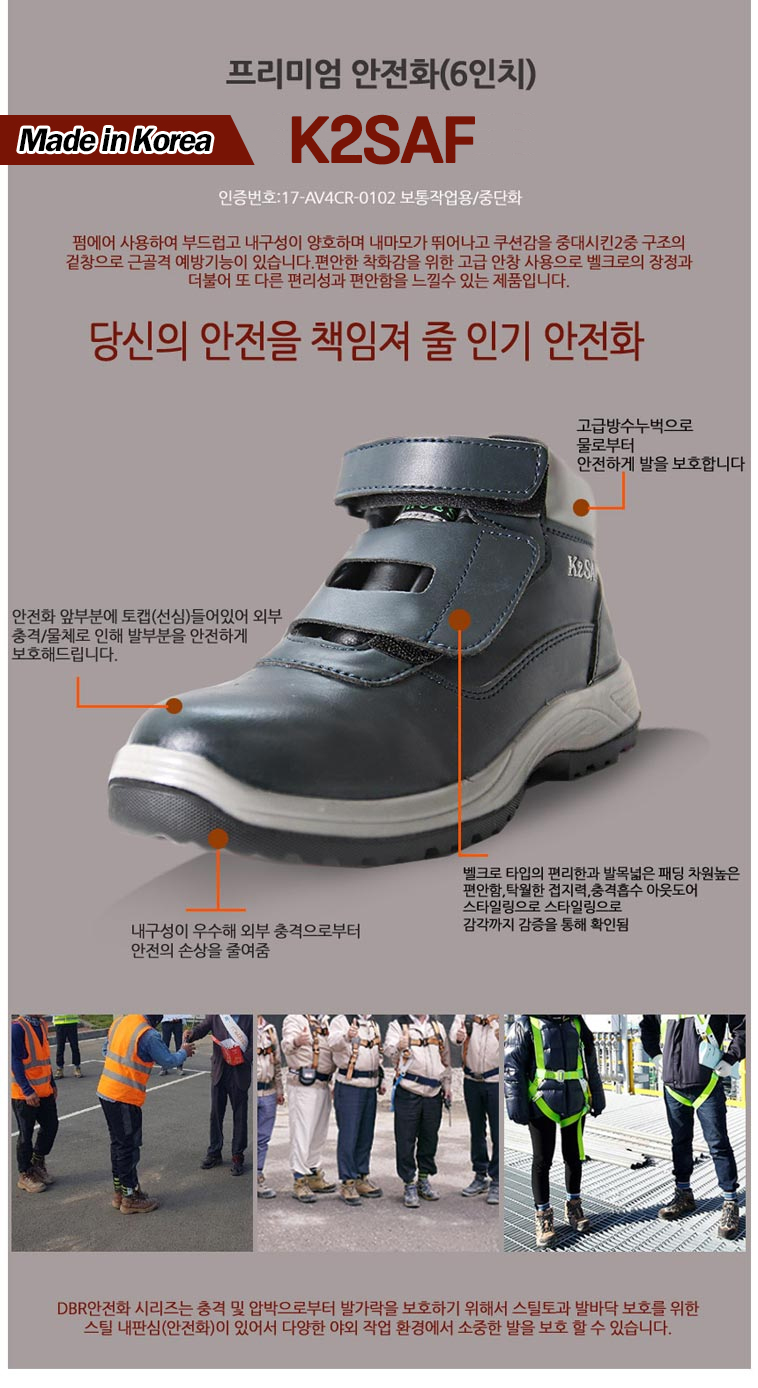 프리미엄 안전화(6인치)
Made in Korea
K2SAF
인증번호:17-AV4CR-0102 보통작업용/중단화
펌에어 사용하여 부드럽고 내구성이 양호하며 내마모가 뛰어나고 쿠션감을 중대시킨2중 구조의
겉창으로 근골격 예방기능이 있습니다.편안한 착화감을 위한 고급 안창 사용으로 벨크로의 장정과
더불어 또 다른 편리성과 편안함을 느낄수 있는 제품입니다.
당신의 안전을 책임져 줄 인기 안전화
고급방수누벅으로
물로부터
안전하게 발을 보호합니다
K2SA
안전화 앞부분에 토캡(선심)들어있어 외부
충격/물체로 인해 발부분을 안전하게
보호해드립니다.
벨크로 타입의 편리한과 발목넓은 패딩 차원높은
편안함,탁월한 접지력,충격흡수 아웃도어
스타일링으로 스타일링으로
감각까지 감증을 통해 확인됨
내구성이 우수해 외부 충격으로부터
안전의 손상을 줄여줌
DBR안전화 시리즈는 충격 및 압박으로부터 발가락을 보호하기 위해서 스틸토과 발바닥 보호를 위한
스틸 내판심(안전화)이 있어서 다양한 야외 작업 환경에서 소중한 발을 보호 할 수 있습니다.